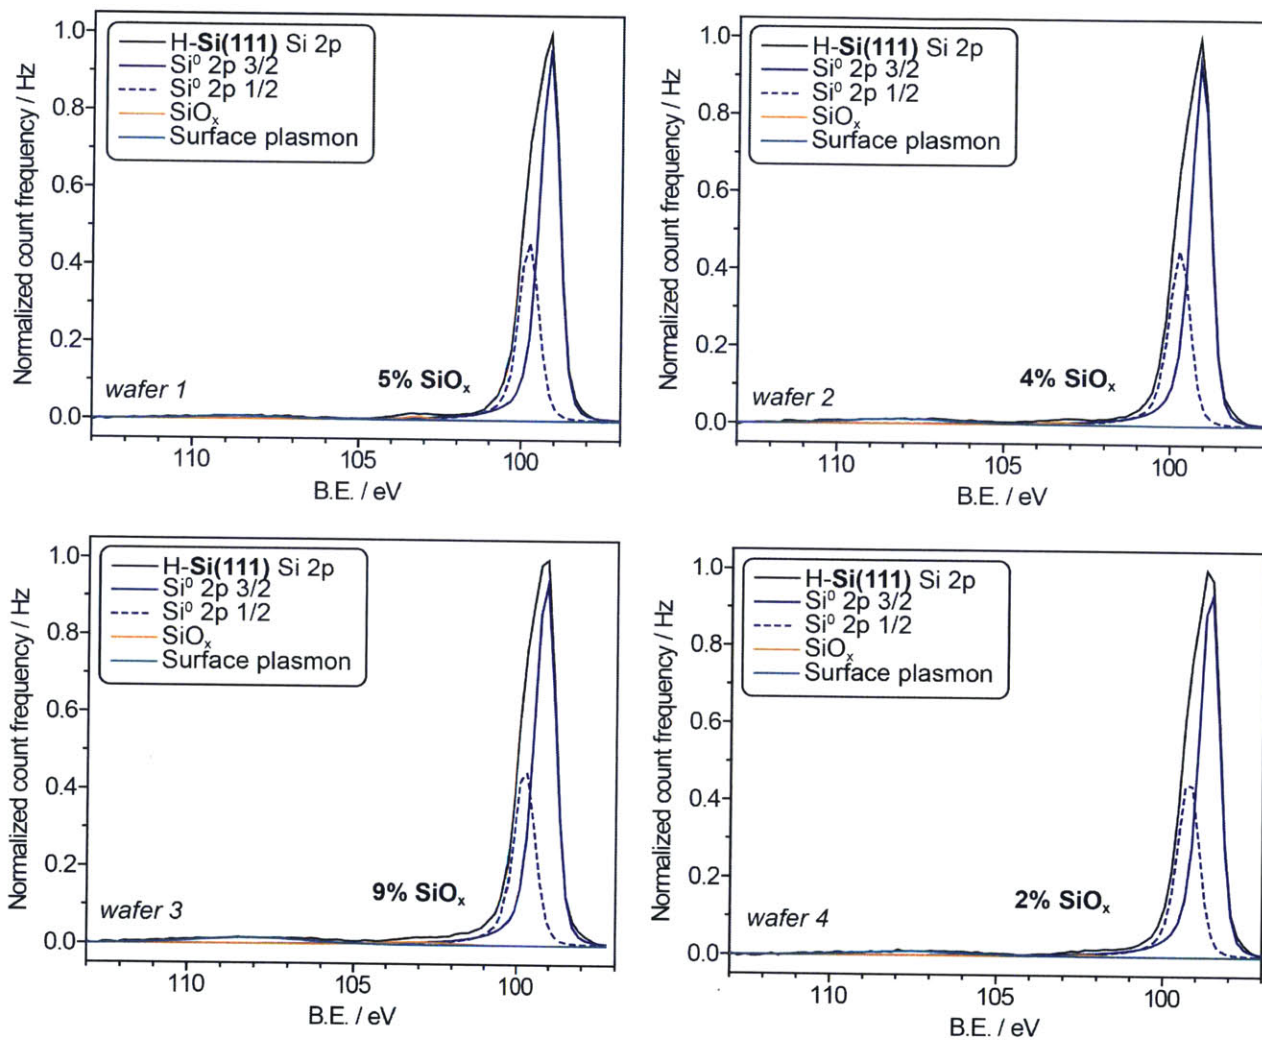 H-Si(111) Si 2p
Si⁰ 2p 3/2
Si⁰ 2p 1/2
SiOₓ
Surface plasmon
Normalized count frequency / Hz
1.0
0.8
0.6
0.4
0.2
0.0
wafer 1
5% SiOₓ
110
105
100
B.E. / eV
H-Si(111) Si 2p
Si⁰ 2p 3/2
Si⁰ 2p 1/2
SiOₓ
Surface plasmon
Normalized count frequency / Hz
1.0
0.8
0.6
0.4
0.2
0.0
wafer 2
4% SiOₓ
110
105
100
B.E. / eV
H-Si(111) Si 2p
Si⁰ 2p 3/2
Si⁰ 2p 1/2
SiOₓ
Surface plasmon
Normalized count frequency / Hz
1.0
0.8
0.6
0.4
0.2
0.0
wafer 3
9% SiOₓ
110
105
100
B.E. / eV
H-Si(111) Si 2p
Si⁰ 2p 3/2
Si⁰ 2p 1/2
SiOₓ
Surface plasmon
Normalized count frequency / Hz
1.0
0.8
0.6
0.4
0.2
0.0
wafer 4
2% SiOₓ
110
105
100
B.E. / eV